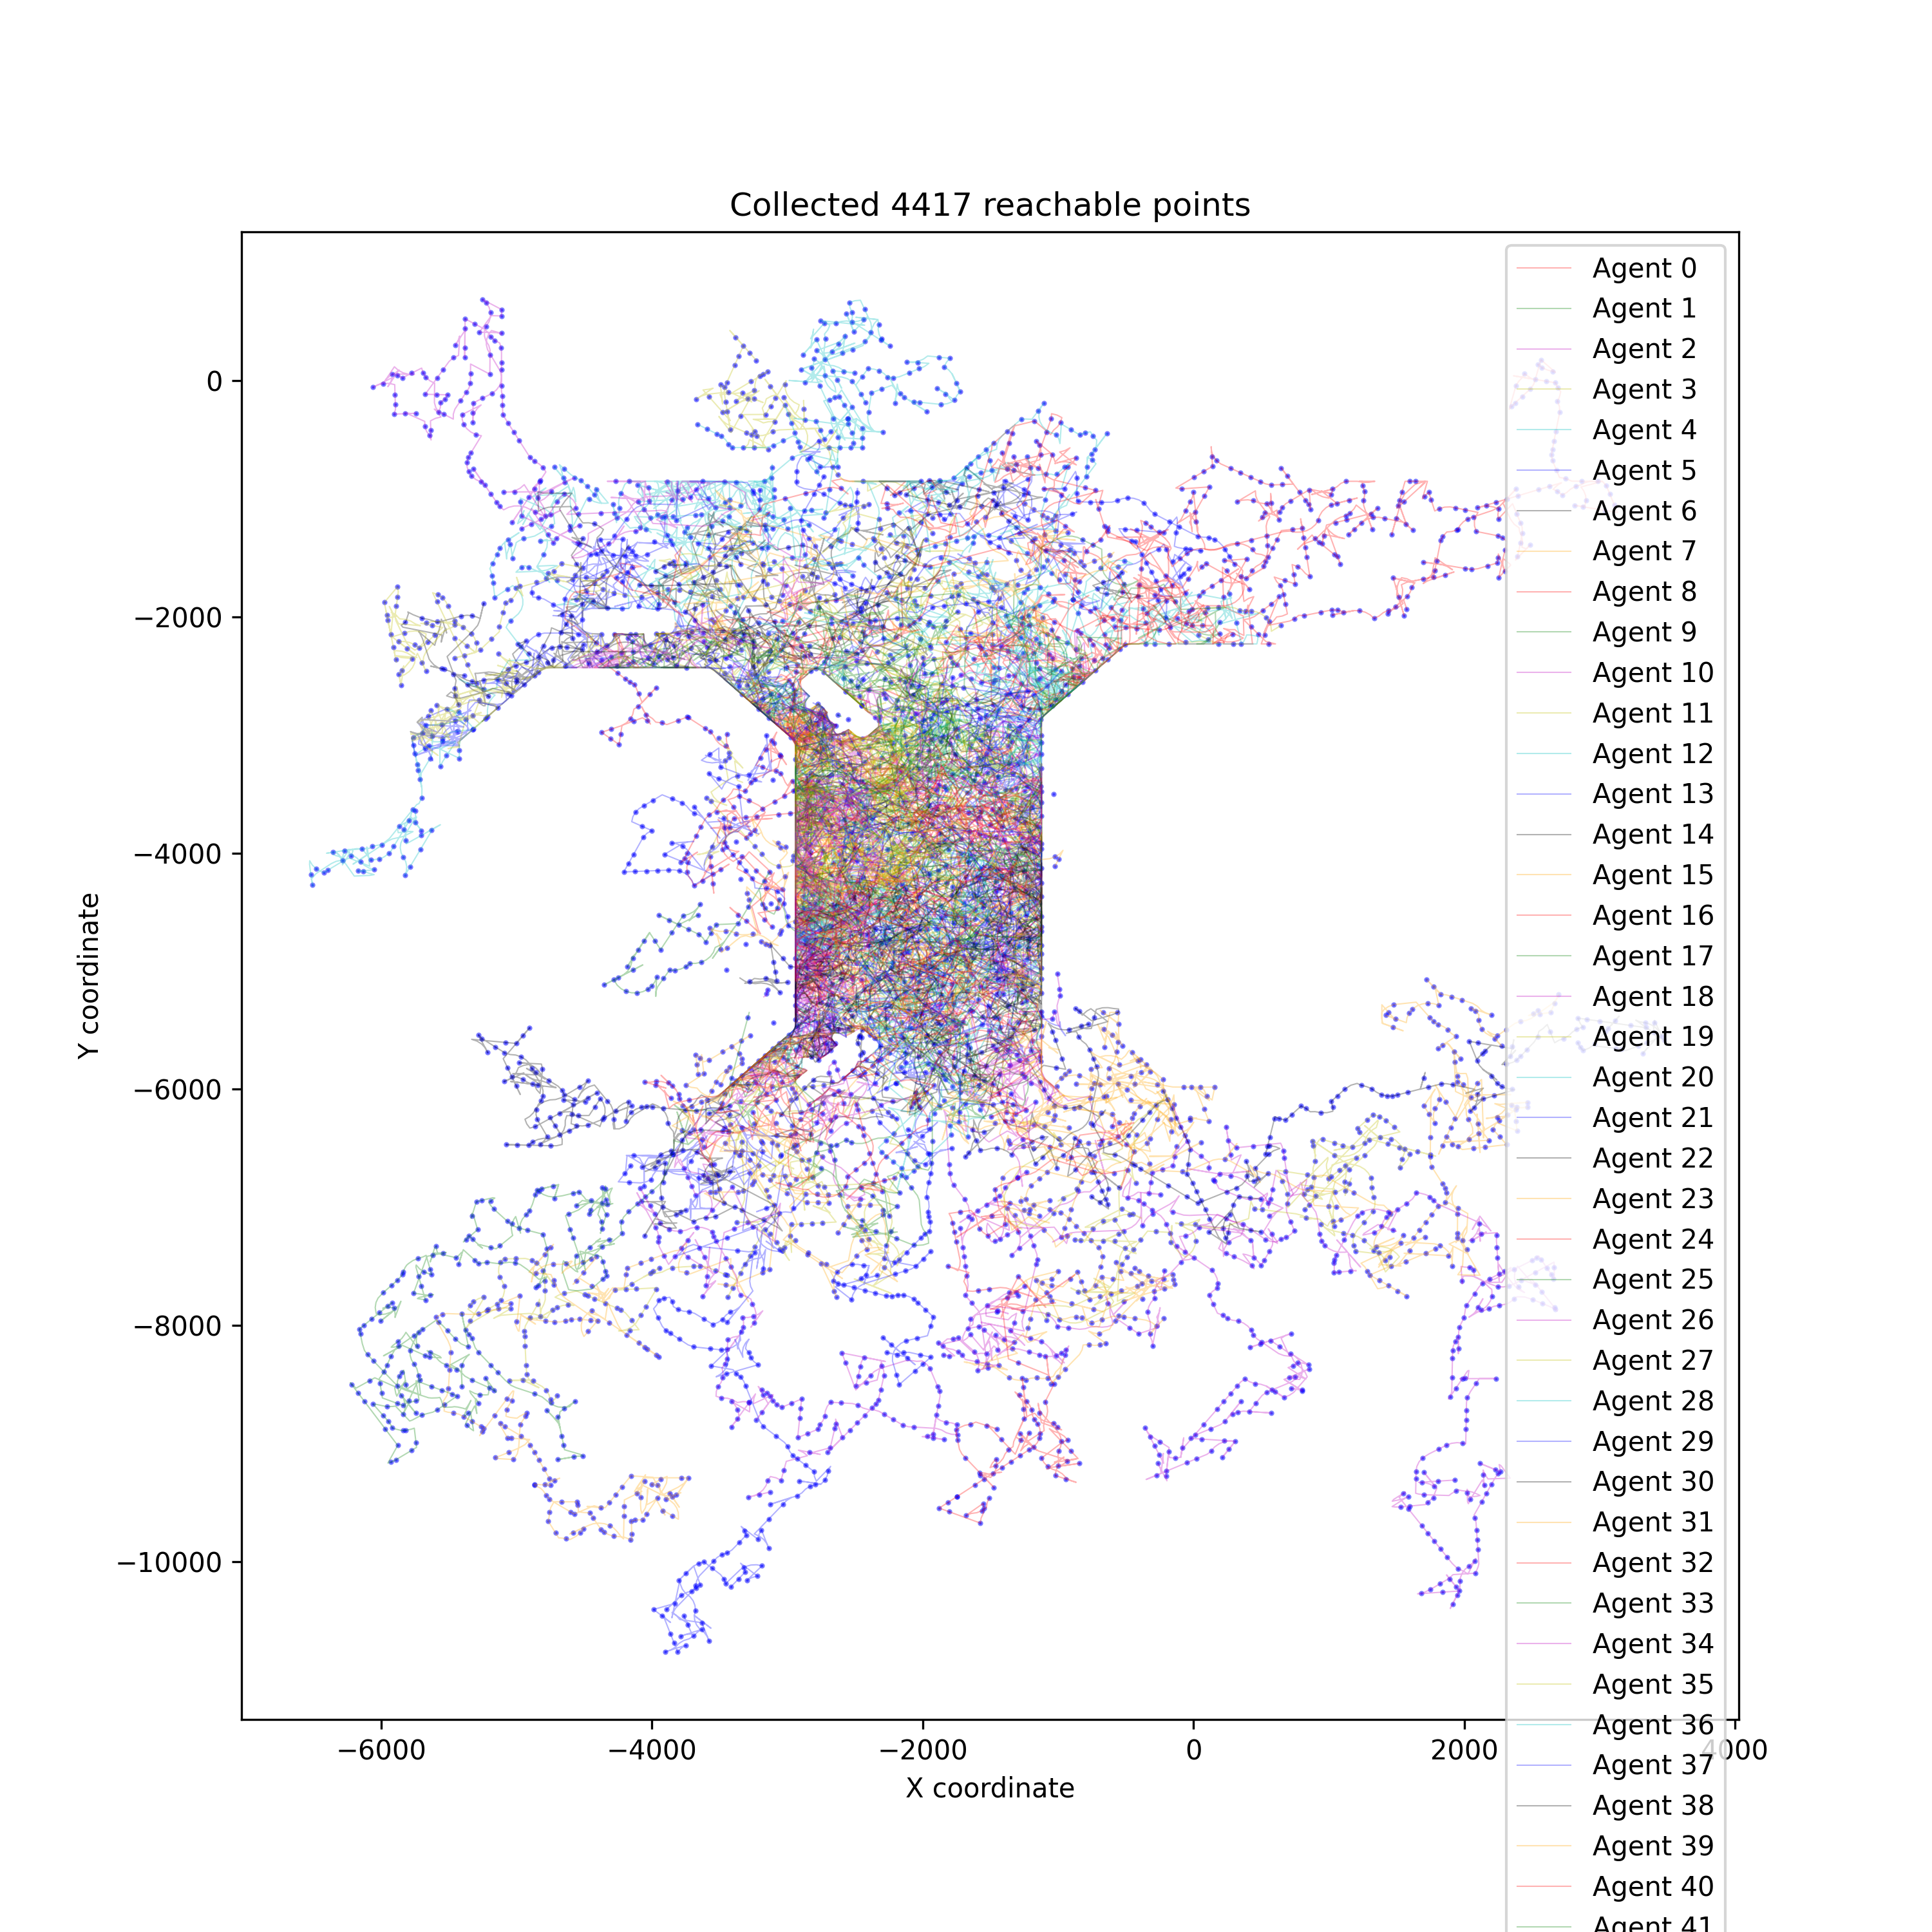 Collected 4417 reachable points
Y coordinate
0
−2000
−4000
−6000
−8000
−10000
−6000
−4000
−2000
0
2000
4000
X coordinate
Agent 0
Agent 1
Agent 2
Agent 3
Agent 4
Agent 5
Agent 6
Agent 7
Agent 8
Agent 9
Agent 10
Agent 11
Agent 12
Agent 13
Agent 14
Agent 15
Agent 16
Agent 17
Agent 18
Agent 19
Agent 20
Agent 21
Agent 22
Agent 23
Agent 24
Agent 25
Agent 26
Agent 27
Agent 28
Agent 29
Agent 30
Agent 31
Agent 32
Agent 33
Agent 34
Agent 35
Agent 36
Agent 37
Agent 38
Agent 39
Agent 40
Agent 41